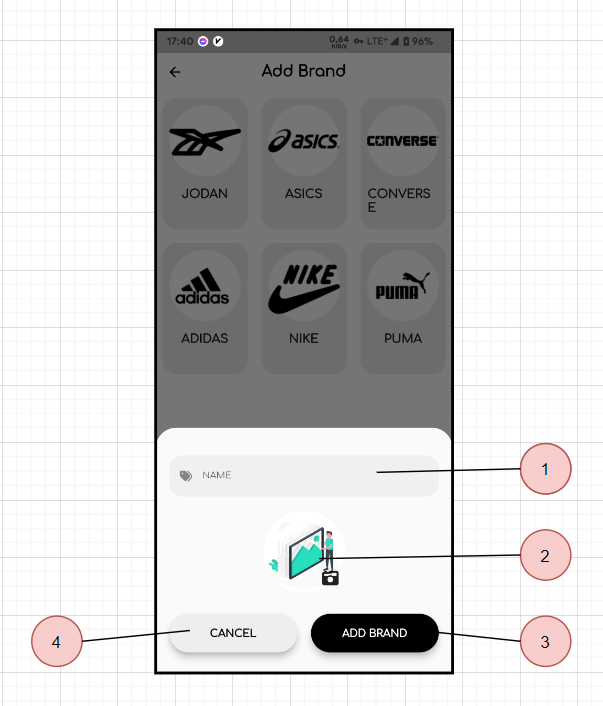 17:40 0,64 KiB/s LTE+ 96%
Add Brand
asics CONVERSE
JODAN ASICS CONVERS
E
adidas NIKE PUMA
ADIDAS NIKE PUMA
NAME
1
2
CANCEL ADD BRAND
3
4